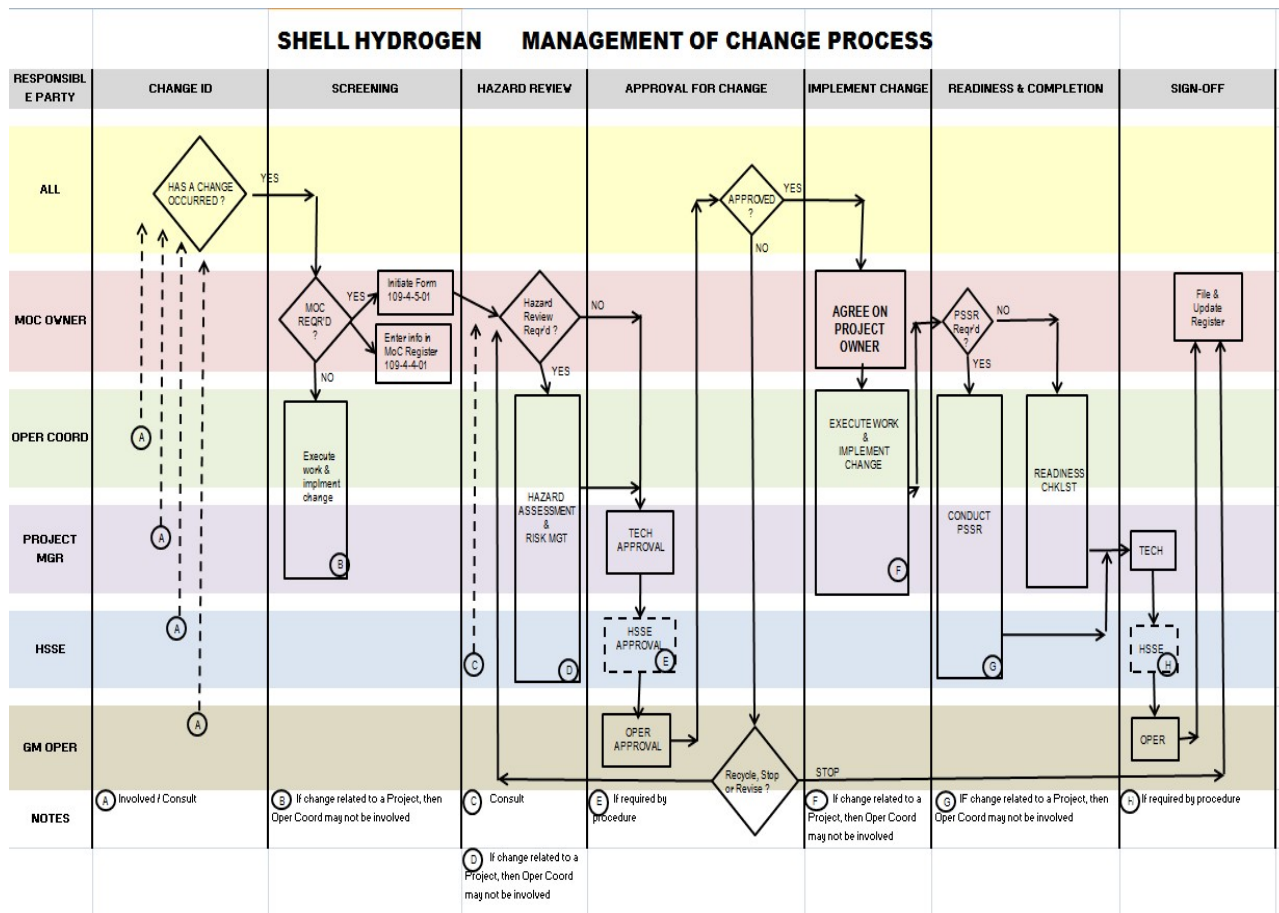 SHELL HYDROGEN MANAGEMENT OF CHANGE PROCESS
RESPONSIBL
E PARTY
CHANGE ID
SCREENING
HAZARD REVIEW
APPROVAL FOR CHANGE
IMPLEMENT CHANGE
READINESS & COMPLETION
SIGN-OFF
ALL
HAS A CHANGE
OCCURRED ?
YES
APPROVED
?
YES
NO
MOC OWNER
MOC
REQR'D
?
YES
NO
Initiate Form
109-4-5-01
Enter info in
MoC Register
109-4-4-01
Hazard
Review
Reqr'd ?
NO
YES
AGREE ON
PROJECT
OWNER
PSSR
Req'd
?
NO
YES
File &
Update
Register
OPER COORD
A
Execute
work &
implment
change
B
HAZARD
ASSESSMENT
&
RISK MGT
D
EXECUTE WORK
&
IMPLEMENT
CHANGE
F
CONDUCT
PSSR
G
READINESS
CHKLST
PROJECT
MGR
A
TECH
APPROVAL
TECH
HSSE
A
C
HSSE
APPROVAL
E
HSSE
H
GM OPER
A
OPER
APPROVAL
Recycle, Stop
or Revise ?
STOP
OPER
NOTES
A Involved / Consult
B If change related to a Project, then
Oper Coord may not be involved
C Consult
D If change related to a
Project, then Oper Coord
may not be involved
E If required by
procedure
F If change related to a
Project, then Oper Coord
may not be involved
G IF change related to a Project, then
Oper Coord may not be involved
H If required by procedure